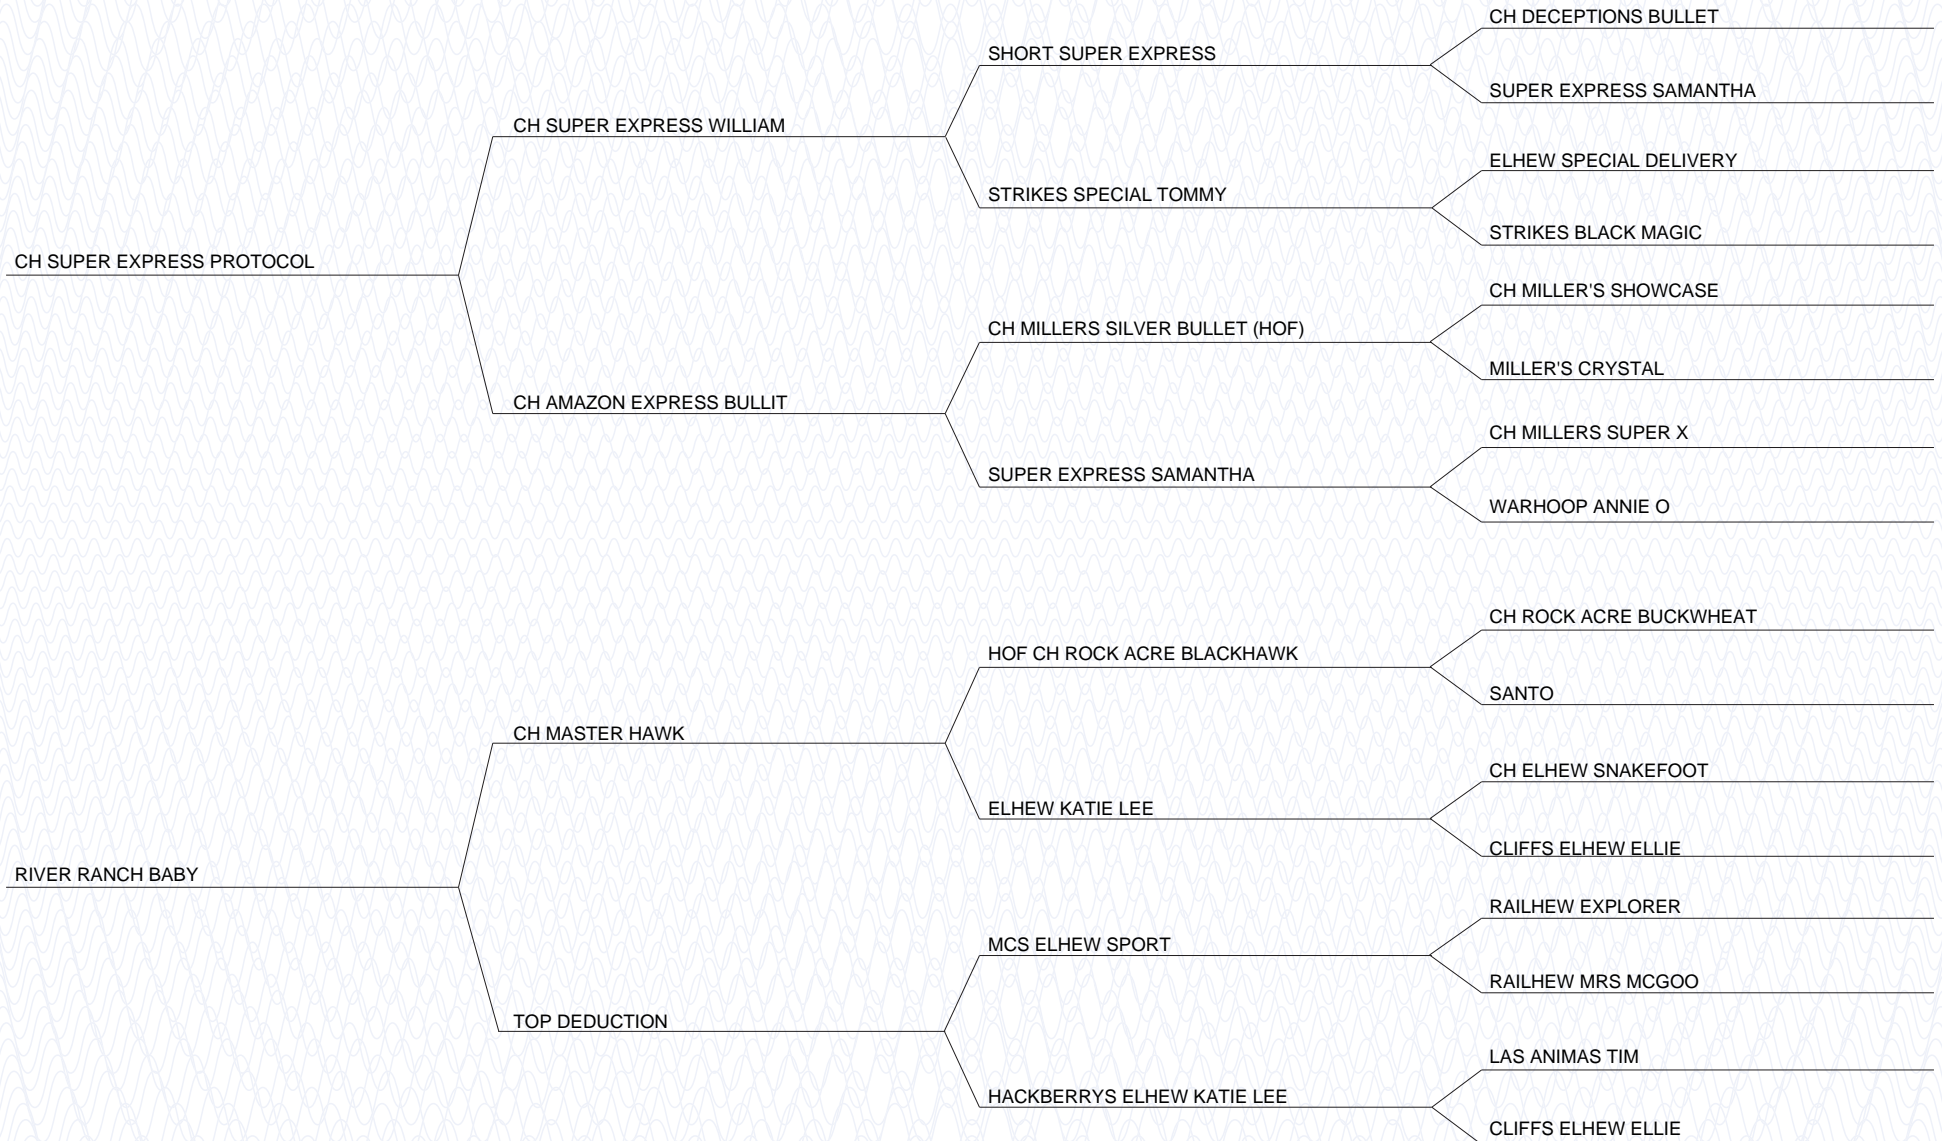 CH DECEPTIONS BULLET
SHORT SUPER EXPRESS
SUPER EXPRESS SAMANTHA
CH SUPER EXPRESS WILLIAM
ELHEW SPECIAL DELIVERY
STRIKES SPECIAL TOMMY
STRIKES BLACK MAGIC
CH SUPER EXPRESS PROTOCOL
CH MILLER'S SHOWCASE
CH MILLERS SILVER BULLET (HOF)
MILLER'S CRYSTAL
CH AMAZON EXPRESS BULLIT
CH MILLERS SUPER X
SUPER EXPRESS SAMANTHA
WARHOOP ANNIE O
CH ROCK ACRE BUCKWHEAT
HOF CH ROCK ACRE BLACKHAWK
SANTO
CH MASTER HAWK
CH ELHEW SNAKEFOOT
ELHEW KATIE LEE
CLIFFS ELHEW ELLIE
RIVER RANCH BABY
RAILHEW EXPLORER
MCS ELHEW SPORT
RAILHEW MRS MCGOO
TOP DEDUCTION
LAS ANIMAS TIM
HACKBERRYS ELHEW KATIE LEE
CLIFFS ELHEW ELLIE